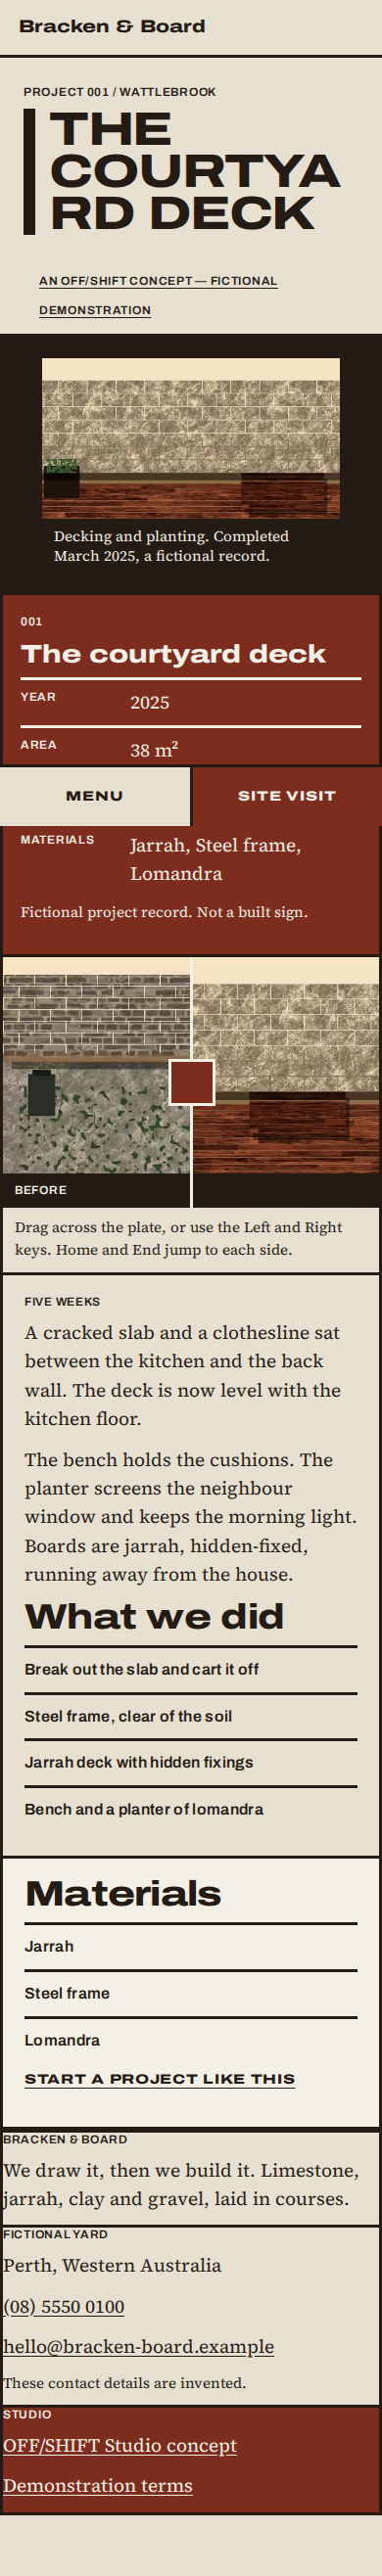 Bracken & Board
PROJECT 001 / WATTLEBROOK
THE
COURTYA
RD DECK
AN OFF/SHIFT CONCEPT — FICTIONAL
DEMONSTRATION
Decking and planting. Completed
March 2025, a fictional record.
001
The courtyard deck
YEAR 2025
AREA 38 m²
MENU SITE VISIT
MATERIALS Jarrah, Steel frame,
Lomandra
Fictional project record. Not a built sign.
BEFORE
Drag across the plate, or use the Left and Right
keys. Home and End jump to each side.
FIVE WEEKS
A cracked slab and a clothesline sat
between the kitchen and the back
wall. The deck is now level with the
kitchen floor.
The bench holds the cushions. The
planter screens the neighbour
window and keeps the morning light.
Boards are jarrah, hidden-fixed,
running away from the house.
What we did
Break out the slab and cart it off
Steel frame, clear of the soil
Jarrah deck with hidden fixings
Bench and a planter of lomandra
Materials
Jarrah
Steel frame
Lomandra
START A PROJECT LIKE THIS
BRACKEN & BOARD
We draw it, then we build it. Limestone,
jarrah, clay and gravel, laid in courses.
FICTIONAL YARD
Perth, Western Australia
(08) 5550 0100
hello@bracken-board.example
These contact details are invented.
STUDIO
OFF/SHIFT Studio concept
Demonstration terms